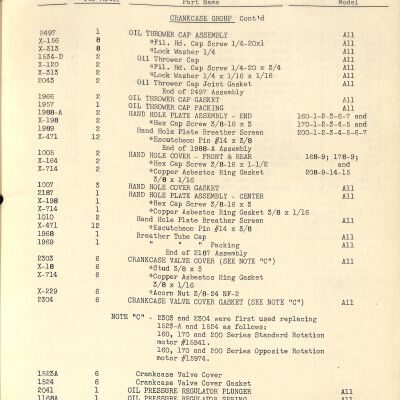 Part Name Model
CRANKCASE GROUP Cont'd
2497 1 OIL THROWER CAP ASSEMBLY All
X-156 8 *Fil. Hd. Cap Screw 1/4-20x1 All
X-313 8 *Lock Washer 1/4 All
1534-D 2 Oil Thrower Cap All
X-120 2 *Fil. Hd. Cap Screw 1/4-20 x 3/4 All
X-313 2 *Lock Washer 1/4 x 1/16 x 1/16 All
2043 2 Oil Thrower Cap Joint Gasket All
End of 2497 Assembly
1966 2 OIL THROWER CAP GASKET All
1957 1 OIL THROWER CAP PACKING All
1988-A 2 HAND HOLE PLATE ASSEMBLY - END 160-1-2-3-6-7 and
X-198 2 *Hex Cap Screw 3/8-16 x 3 170-1-2-3-4-5 and
1989 2 Hand Hole Plate Breather Screen 200-1-2-3-4-5-6-7
X-471 12 *Escutcheon Pin #14 x 3/8
End of 1988-A Assembly
1005 2 HAND HOLE COVER - FRONT & REAR 168-9; 178-9;
X-164 2 *Hex Cap Screw 3/8-16 x 1-1/2 and
X-714 2 *Copper Asbestos Ring Gasket 208-9-14-15
3/8 x 1/16
1007 3 HAND HOLE COVER GASKET All
2187 1 HAND HOLE PLATE ASSEMBLY - CENTER All
X-198 1 *Hex Cap Screw 3/8-16 x 3
X-714 1 *Copper Asbestos Ring Gasket 3/8 x 1/16
1010 2 Hand Hole Plate Breather Screen All
X-471 12 *Escutcheon Pin #14 x 3/8
1968 1 Breather Tube Cap All
1969 1 " " " Packing All
End of 2187 Assembly
2303 6 CRANKCASE VALVE COVER (SEE NOTE "C") All
X-18 6 *Stud 3/8 x 3
X-714 6 *Copper Asbestos Ring Gasket
3/8 x 1/16
X-229 6 *Acorn Nut 3/8-24 NF-2
2304 6 CRANKCASE VALVE COVER GASKET (SEE NOTE "C") All
NOTE "C" - 2303 and 2304 were first used replacing
1523-A and 1524 as follows:
160, 170 and 200 Series Standard Rotation
motor #15941.
160, 170 and 200 Series Opposite Rotation
motor #15974.
1523A 6 Crankcase Valve Cover
1524 6 Crankcase Valve Cover Gasket
2041 1 OIL PRESSURE REGULATOR PLUNGER All
1168A 1 OIL PRESSURE REGULATOR SPRING All